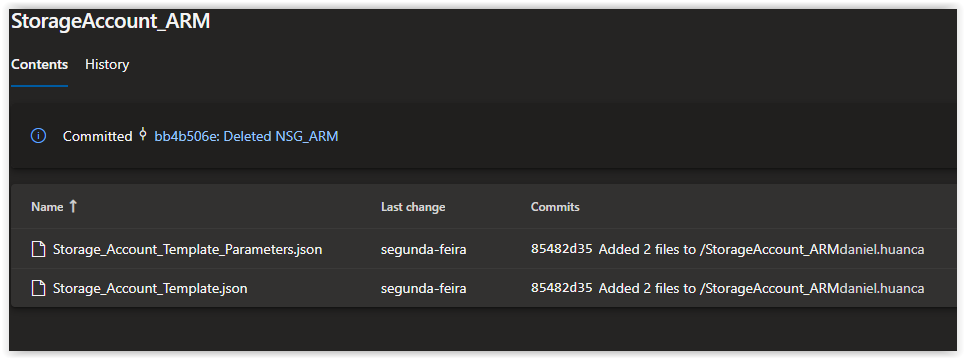 StorageAccount_ARM
Contents History
Committed bb4b506e: Deleted NSG_ARM
Name ↑ Last change Commits
Storage_Account_Template_Parameters.json segunda-feira 85482d35 Added 2 files to /StorageAccount_ARMdaniel.huanca
Storage_Account_Template.json segunda-feira 85482d35 Added 2 files to /StorageAccount_ARMdaniel.huanca